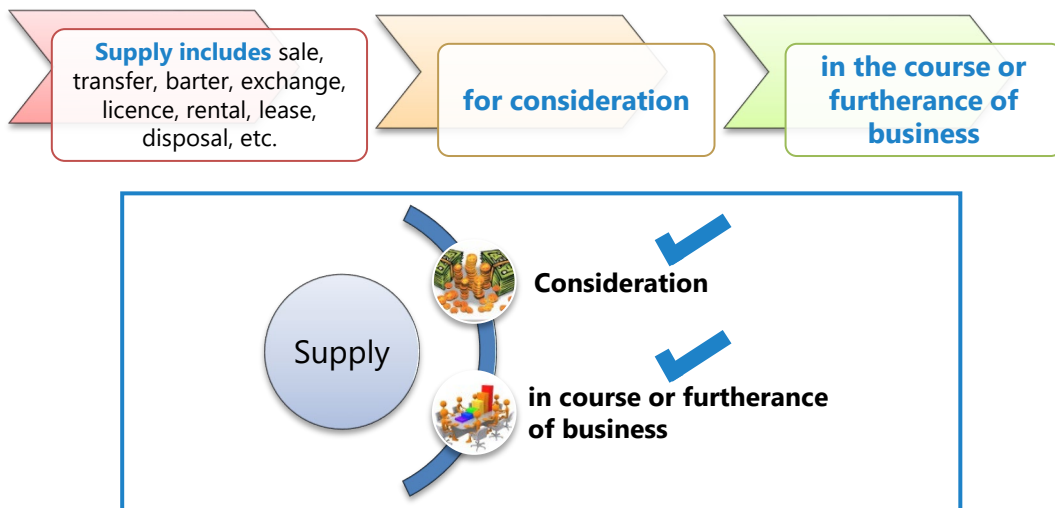 Supply includes sale,
transfer, barter, exchange,
licence, rental, lease,
disposal, etc.
for consideration
in the course or
furtherance of
business
Supply
Consideration
in course or furtherance
of business